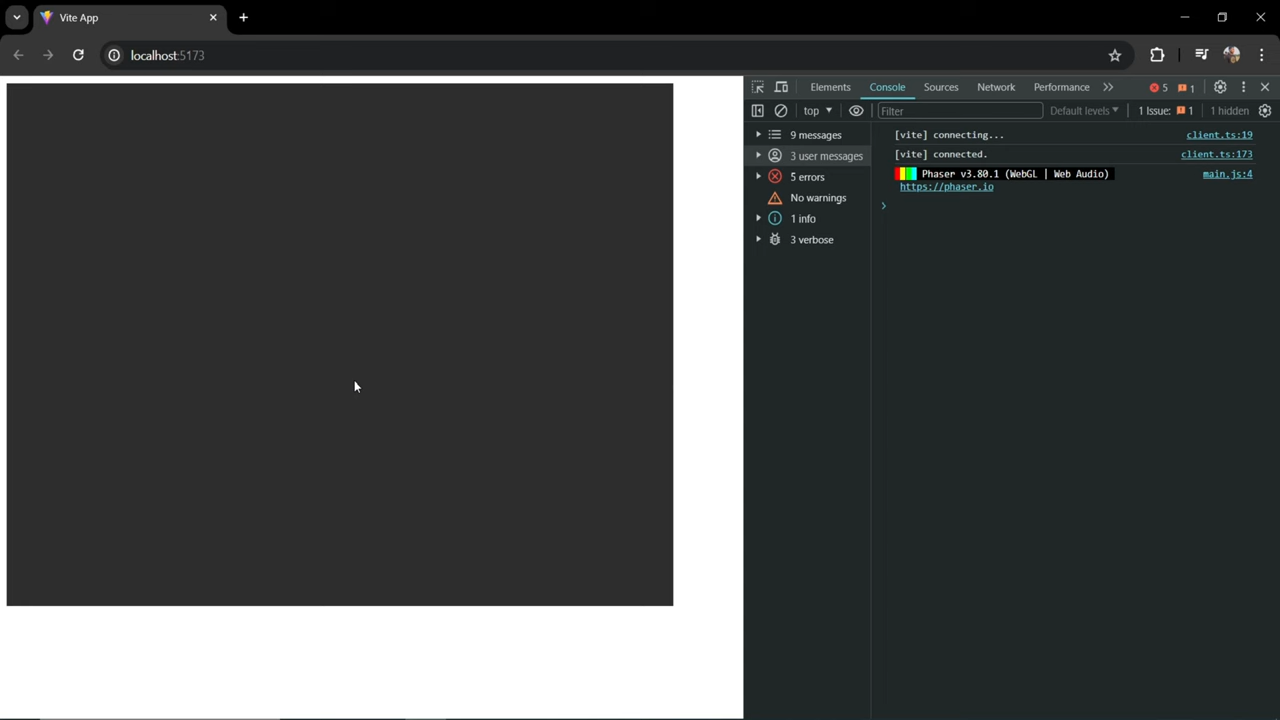 Vite App
localhost:5173
Elements Console Sources Network Performance 5 1
top Filter Default levels 1 Issue: 1 1 hidden
9 messages
3 user messages
5 errors
No warnings
1 info
3 verbose
[vite] connecting... client.ts:19
[vite] connected. client.ts:173
Phaser v3.80.1 (WebGL | Web Audio) main.js:4
https://phaser.io